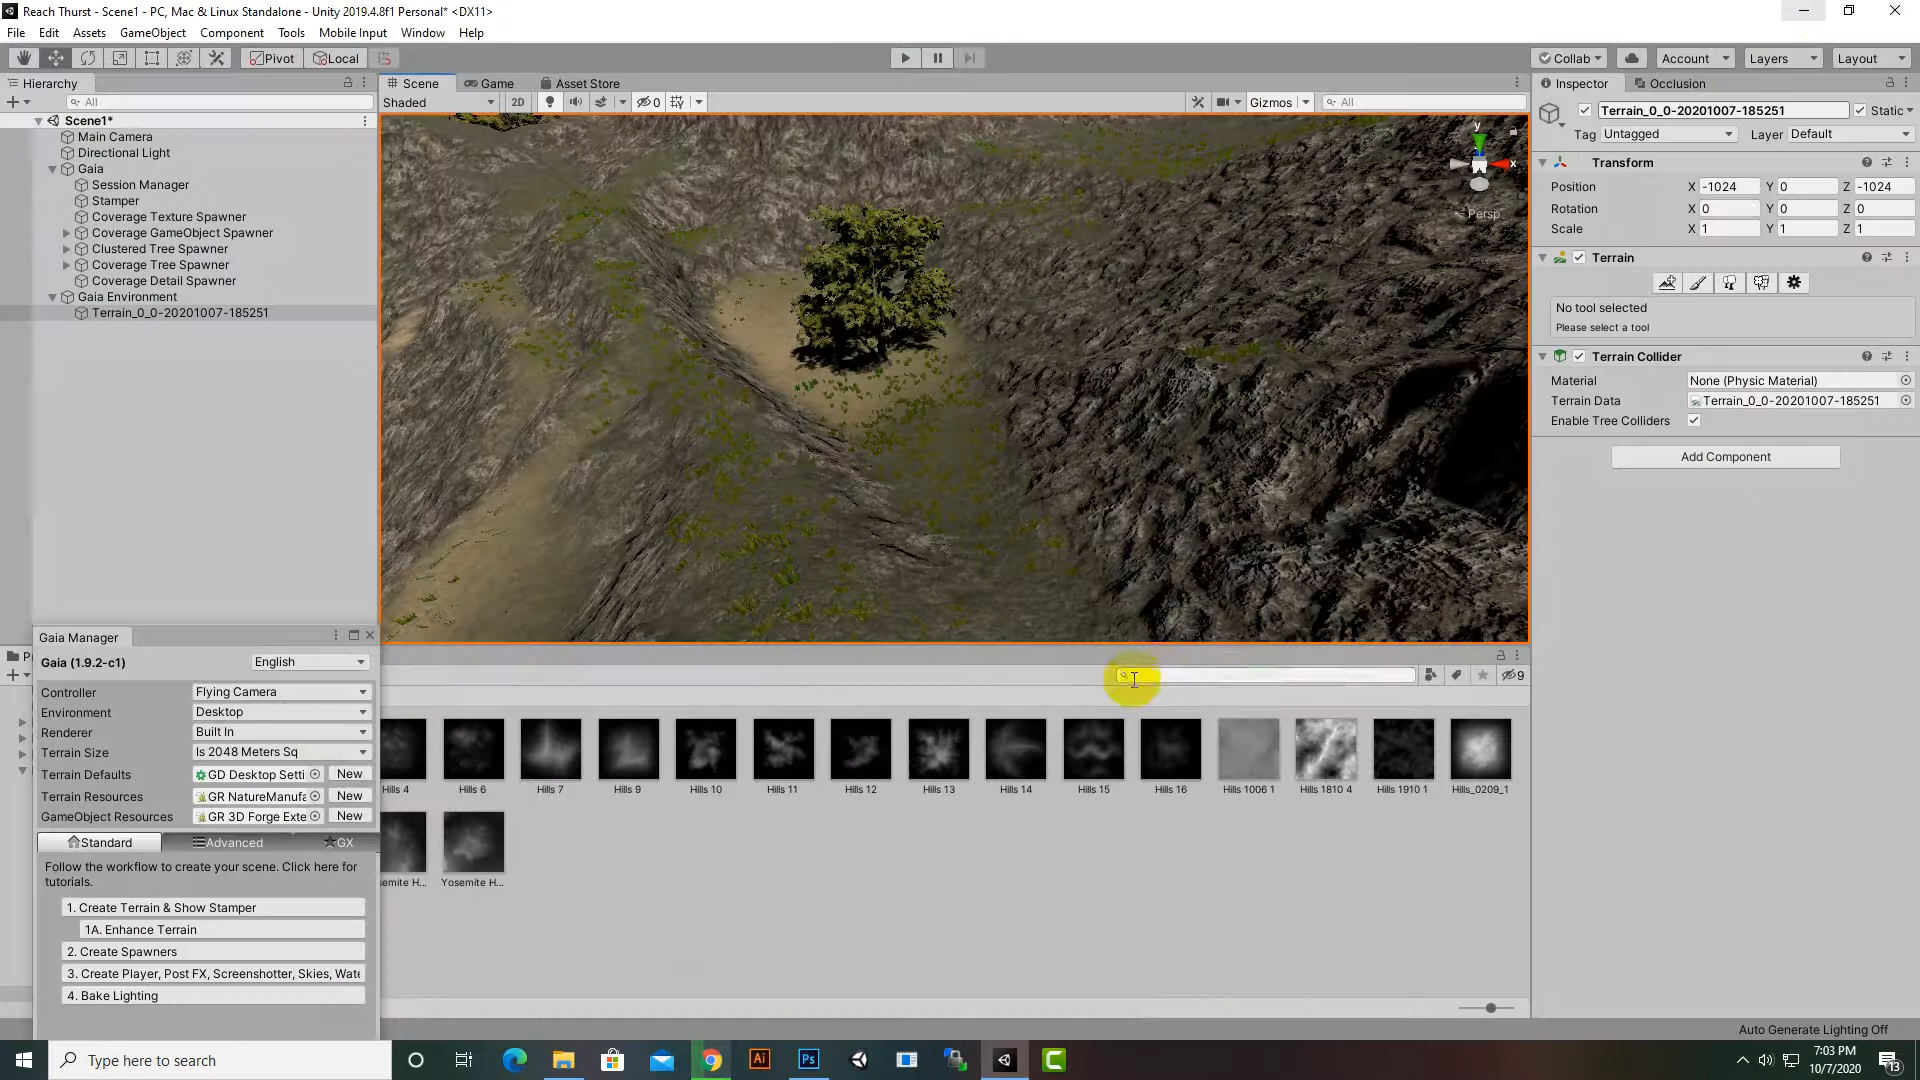 Reach Thurst - Scene1 - PC, Mac & Linux Standalone - Unity 2019.4.8f1 Personal* <DX11>
File Edit Assets GameObject Component Tools Mobile Input Window Help
Pivot Local Collab Account Layers Layout
Hierarchy
All
Scene1*
Main Camera
Directional Light
Gaia
Session Manager
Stamper
Coverage Texture Spawner
Coverage GameObject Spawner
Clustered Tree Spawner
Coverage Tree Spawner
Coverage Detail Spawner
Gaia Environment
Terrain_0_0-20201007-185251
Scene Game Asset Store
Shaded 2D 0 Gizmos All
y
x
Persp
Inspector Occlusion
Terrain_0_0-20201007-185251 Static
Tag Untagged Layer Default
Transform
Position X -1024 Y 0 Z -1024
Rotation X 0 Y 0 Z 0
Scale X 1 Y 1 Z 1
Terrain
No tool selected
Please select a tool
Terrain Collider
Material None (Physic Material)
Terrain Data Terrain_0_0-20201007-185251
Enable Tree Colliders
Add Component
Gaia Manager
Gaia (1.9.2-c1) English
Controller Flying Camera
Environment Desktop
Renderer Built In
Terrain Size Is 2048 Meters Sq
Terrain Defaults GD Desktop Setti New
Terrain Resources GR NatureManufa New
GameObject Resources GR 3D Forge Exte New
Standard Advanced GX
Follow the workflow to create your scene. Click here for
tutorials.
1. Create Terrain & Show Stamper
1A. Enhance Terrain
2. Create Spawners
3. Create Player, Post FX, Screenshotter, Skies, Wate
4. Bake Lighting
9
Hills 4 Hills 6 Hills 7 Hills 9 Hills 10 Hills 11 Hills 12 Hills 13 Hills 14 Hills 15 Hills 16 Hills 1006 1 Hills 1810 4 Hills 1910 1 Hills_0209_1
semite H... Yosemite H...
Auto Generate Lighting Off
Type here to search
Ai Ps
7:03 PM
10/7/2020
13